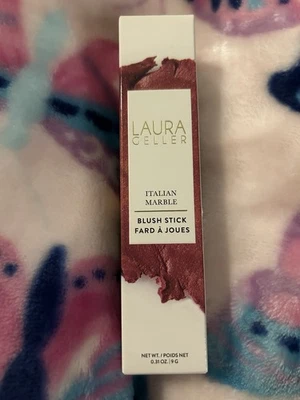 LAURA
GELLER
ITALIAN
MARBLE
BLUSH STICK
FARD À JOUES
NET WT. / POIDS NET
0.31 OZ. | 9 G